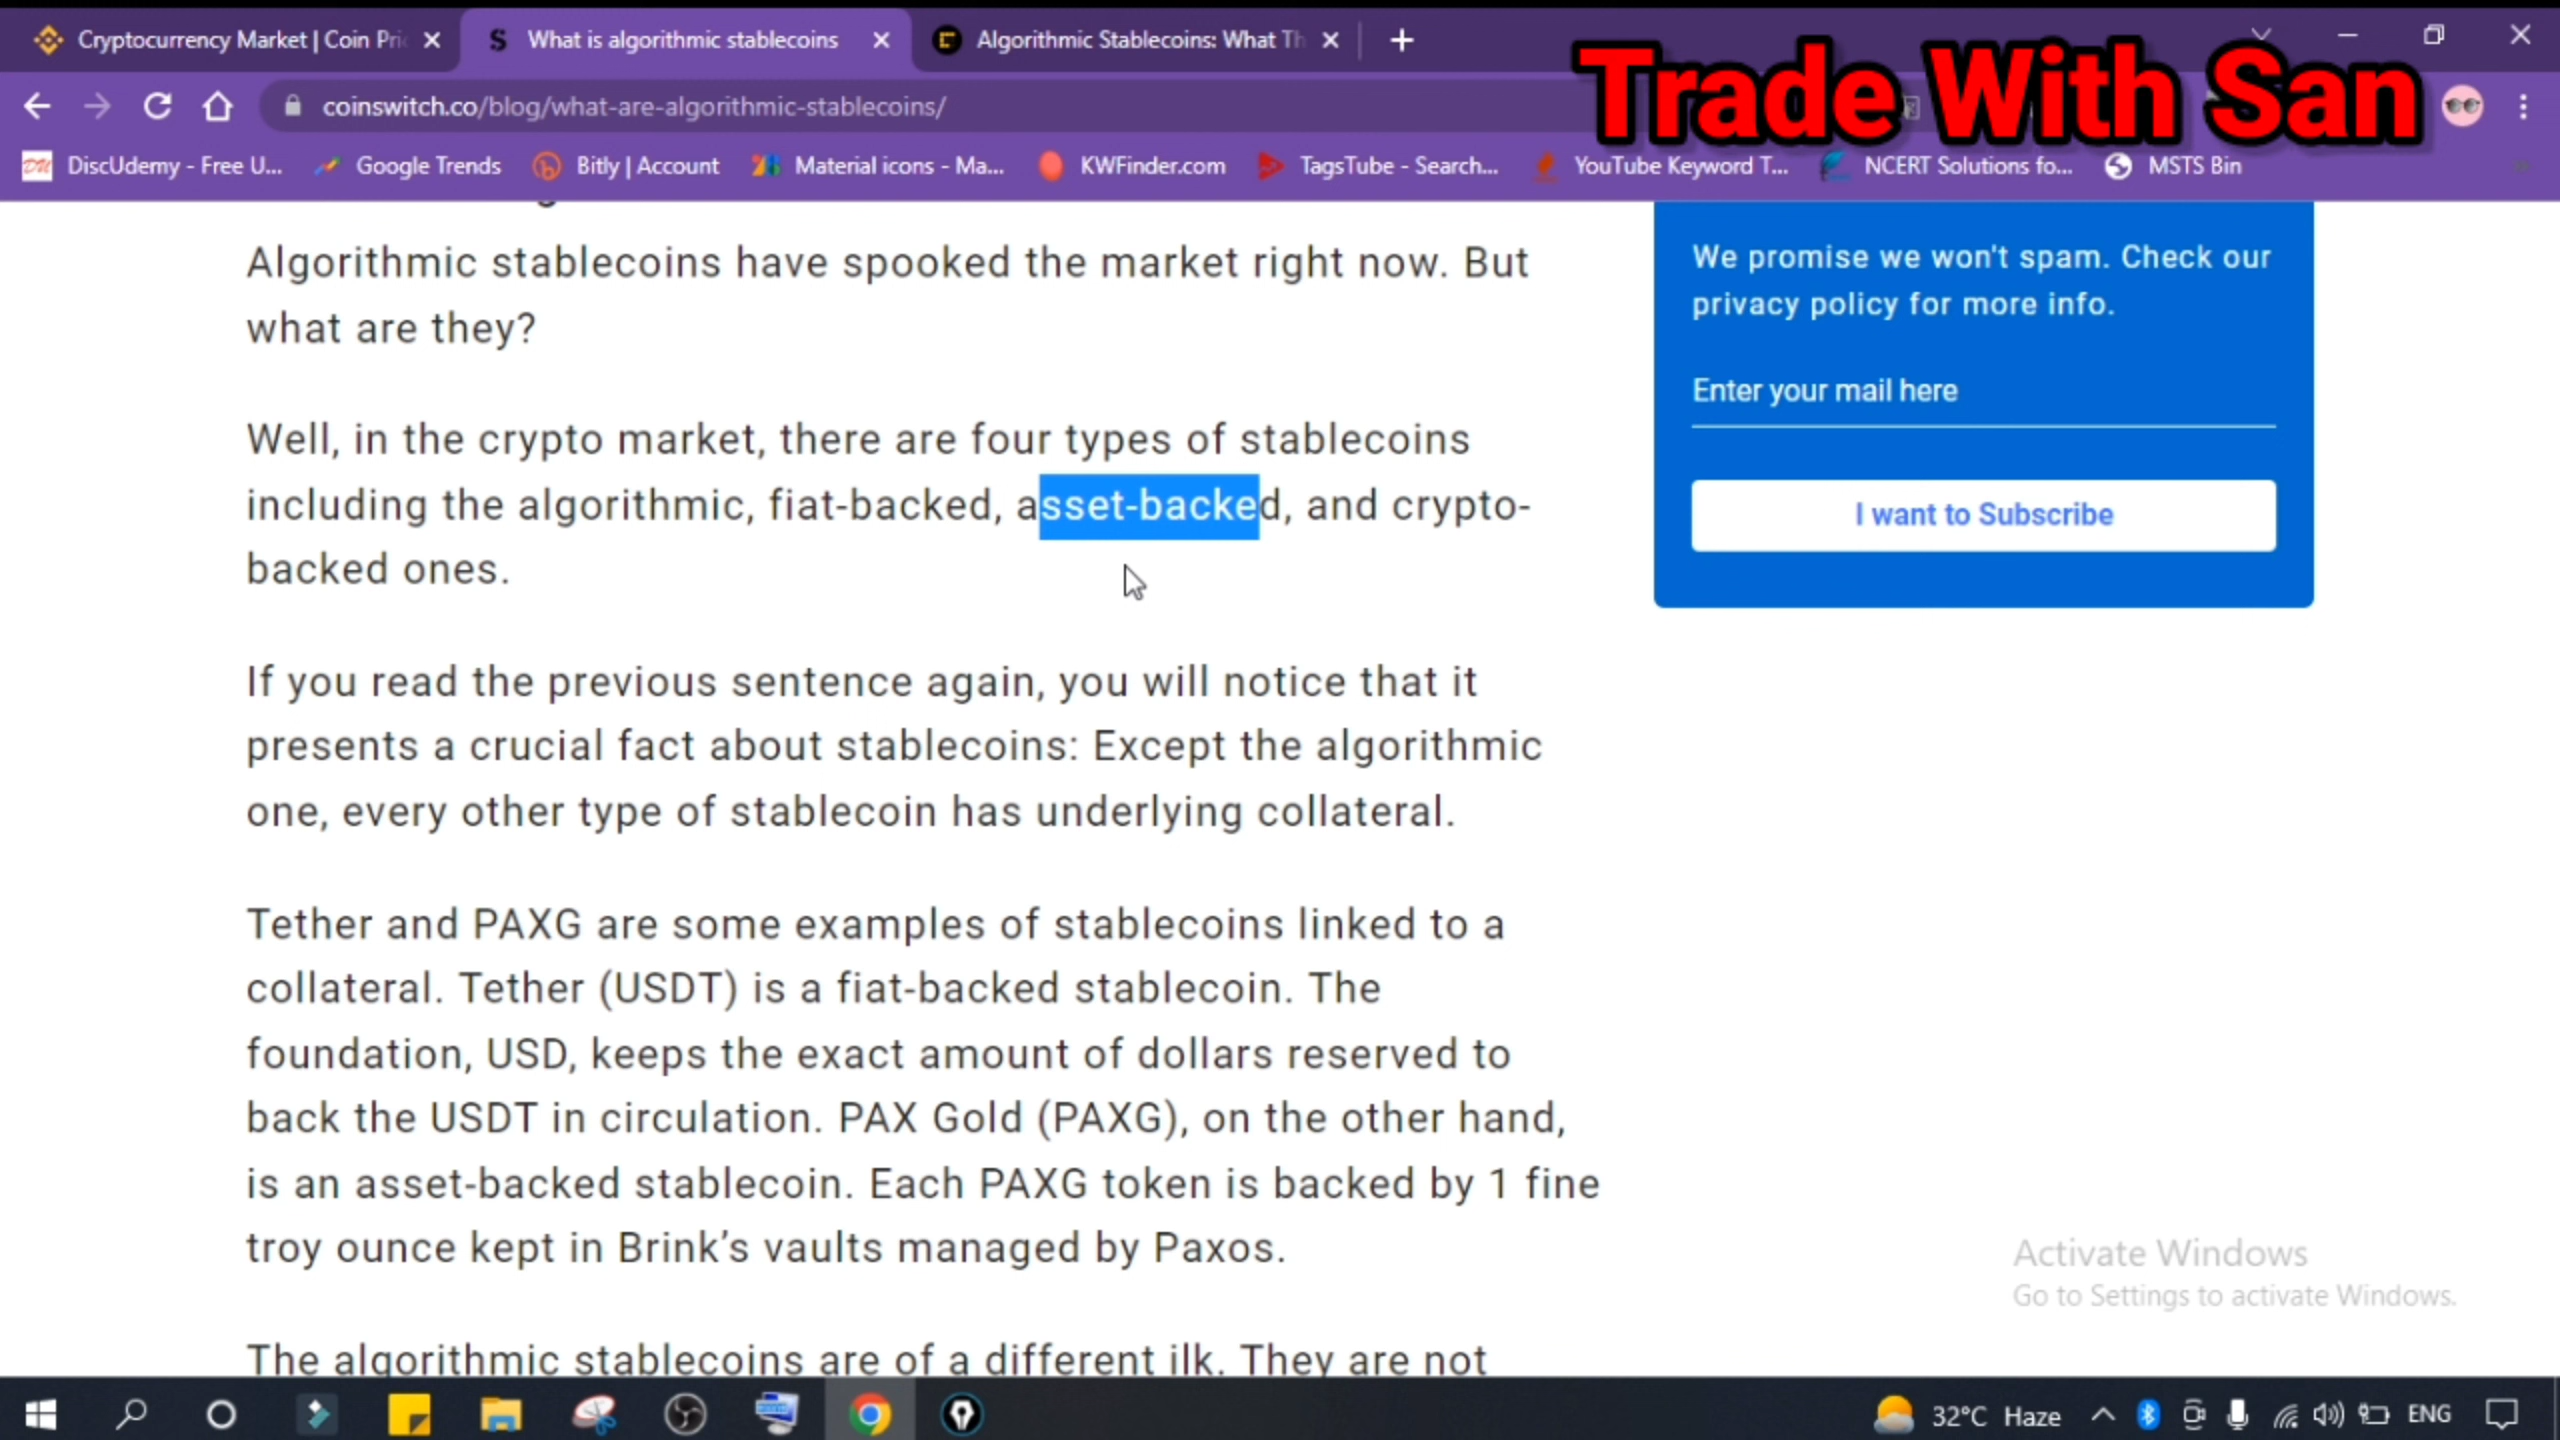 Cryptocurrency Market | Coin Pri
What is algorithmic stablecoins
Algorithmic Stablecoins: What Th
Trade With San
coinswitch.co/blog/what-are-algorithmic-stablecoins/
DiscUdemy - Free U...
Google Trends
Bitly | Account
Material icons - Ma...
KWFinder.com
TagsTube - Search...
YouTube Keyword T...
NCERT Solutions fo...
MSTS Bin
Algorithmic stablecoins have spooked the market right now. But
what are they?
Well, in the crypto market, there are four types of stablecoins
including the algorithmic, fiat-backed, asset-backed, and crypto-
backed ones.
If you read the previous sentence again, you will notice that it
presents a crucial fact about stablecoins: Except the algorithmic
one, every other type of stablecoin has underlying collateral.
Tether and PAXG are some examples of stablecoins linked to a
collateral. Tether (USDT) is a fiat-backed stablecoin. The
foundation, USD, keeps the exact amount of dollars reserved to
back the USDT in circulation. PAX Gold (PAXG), on the other hand,
is an asset-backed stablecoin. Each PAXG token is backed by 1 fine
troy ounce kept in Brink’s vaults managed by Paxos.
The algorithmic stablecoins are of a different ilk. They are not
We promise we won't spam. Check our
privacy policy for more info.
Enter your mail here
I want to Subscribe
Activate Windows
Go to Settings to activate Windows.
32°C Haze
ENG